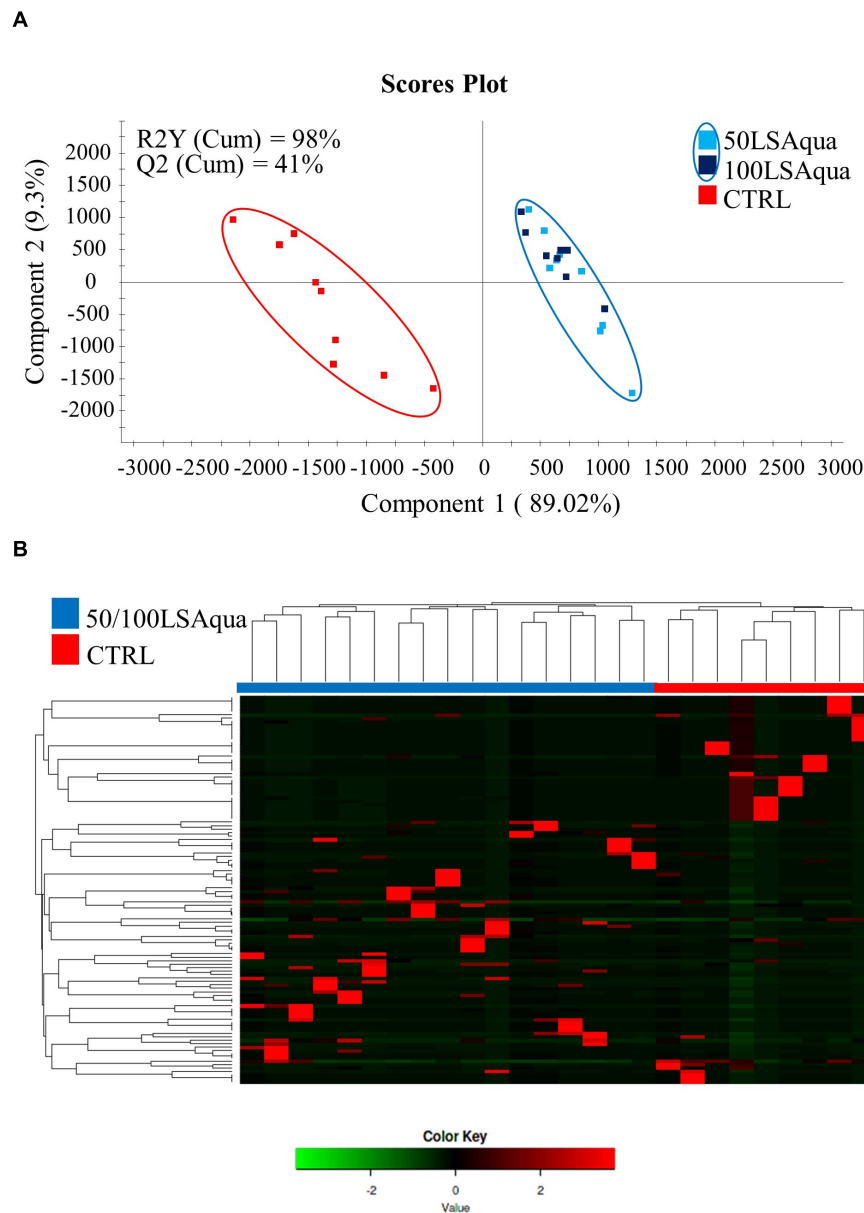 A
Scores Plot
R2Y (Cum) = 98%
Q2 (Cum) = 41%
50LSAqua
100LSAqua
CTRL
Component 2 (9.3%)
2000
1500
1000
500
0
-500
-1000
-1500
-2000
-3000 -2500 -2000 -1500 -1000 -500 0 500 1000 1500 2000 2500 3000
Component 1 ( 89.02%)
B
50/100LSAqua
CTRL
Color Key
-2 0 2
Value